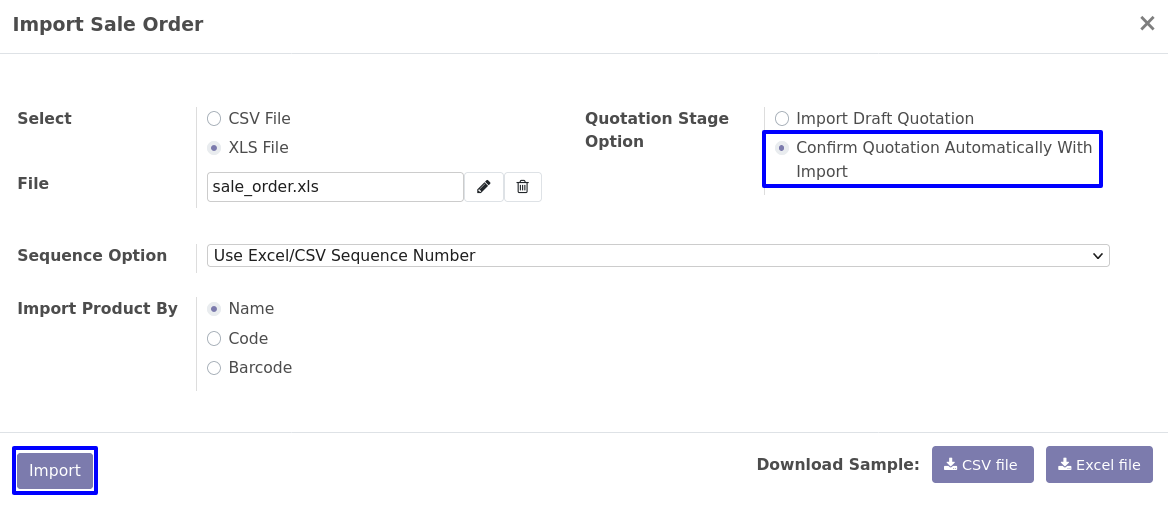 Import Sale Order
Select
CSV File
XLS File
Quotation Stage
Option
Import Draft Quotation
Confirm Quotation Automatically With
Import
File
sale_order.xls
Sequence Option
Use Excel/CSV Sequence Number
Import Product By
Name
Code
Barcode
Import
Download Sample:
CSV file
Excel file